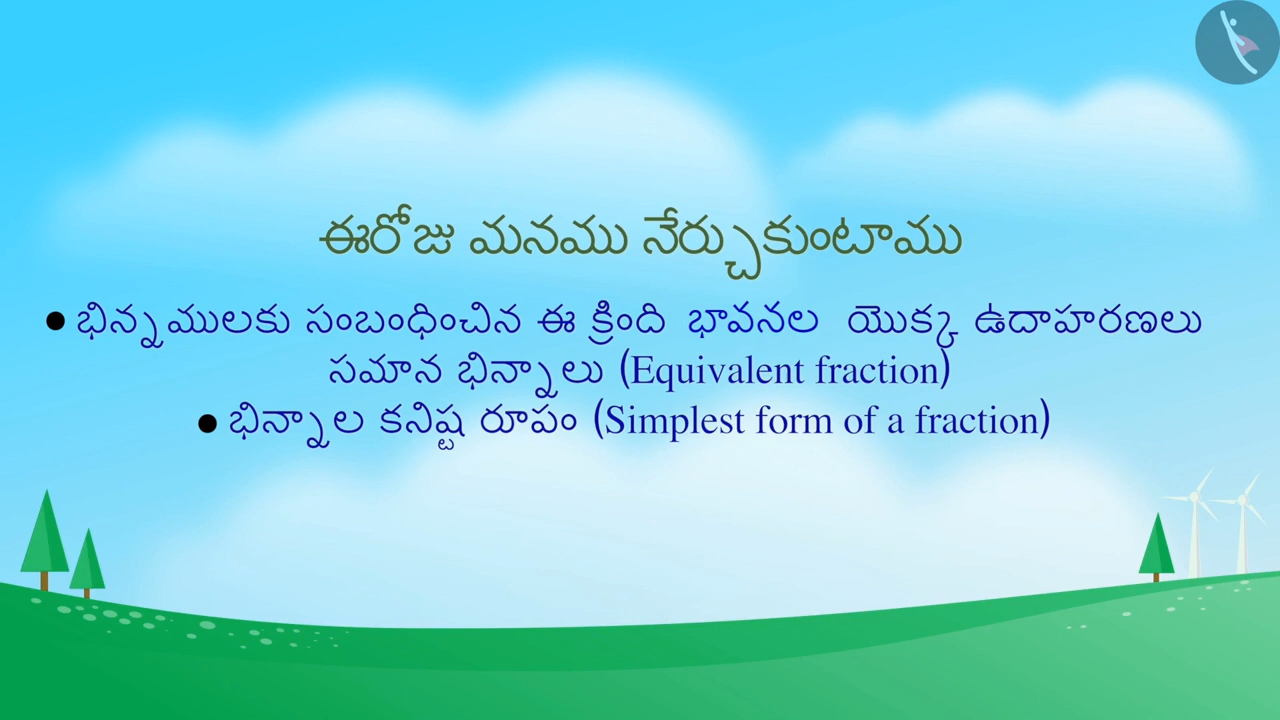 ఈరోజు మనము నేర్చుకుంటాము
● భిన్నములకు సంబంధించిన ఈ క్రింది భావనల యొక్క ఉదాహరణలు
సమాన భిన్నాలు (Equivalent fraction)
● భిన్నాల కనిష్ట రూపం (Simplest form of a fraction)